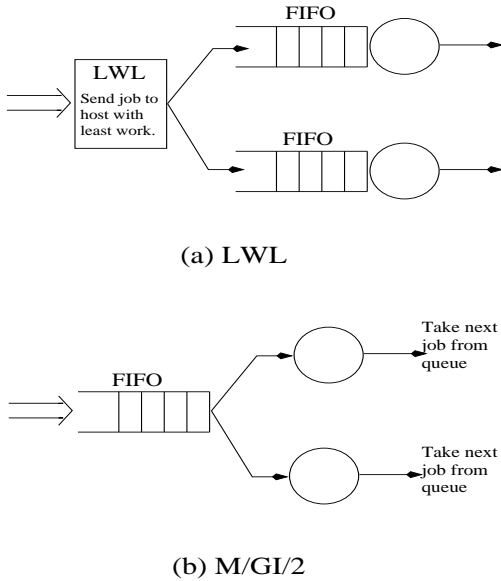 FIFO
LWL
Send job to
host with
least work.
FIFO
(a) LWL
Take next
job from
queue
FIFO
Take next
job from
queue
(b) M/GI/2